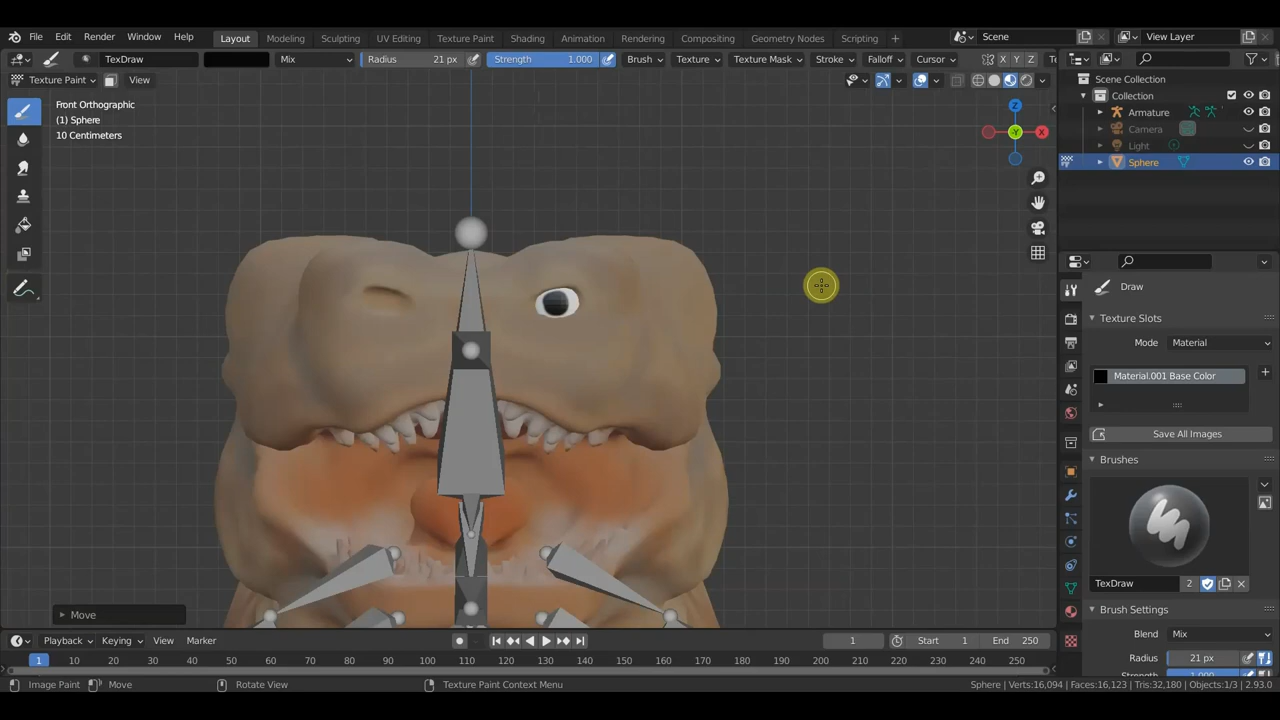 File Edit Render Window Help Layout Modeling Sculpting UV Editing Texture Paint Shading Animation Rendering Compositing Geometry Nodes Scripting + Scene View Layer
TexDraw Mix Radius 21 px Strength 1.000 Brush Texture Texture Mask Stroke Falloff Cursor X Y Z Te
Texture Paint View
Scene Collection
Collection
Armature
Camera
Light
Sphere
Front Orthographic
(1) Sphere
10 Centimeters
Z
-Y X
Draw
Texture Slots
Mode Material
Material.001 Base Color
Save All Images
Brushes
TexDraw 2
Brush Settings
Blend Mix
Radius 21 px
Strength 1.000
Move
Playback Keying View Marker 1 Start 1 End 250
1 10 20 30 40 50 60 70 80 90 100 110 120 130 140 150 160 170 180 190 200 210 220 230 240 250
Image Paint Move Rotate View Texture Paint Context Menu Sphere | Verts:16,094 | Faces:16,123 | Tris:32,180 | Objects:1/3 | 2.93.0